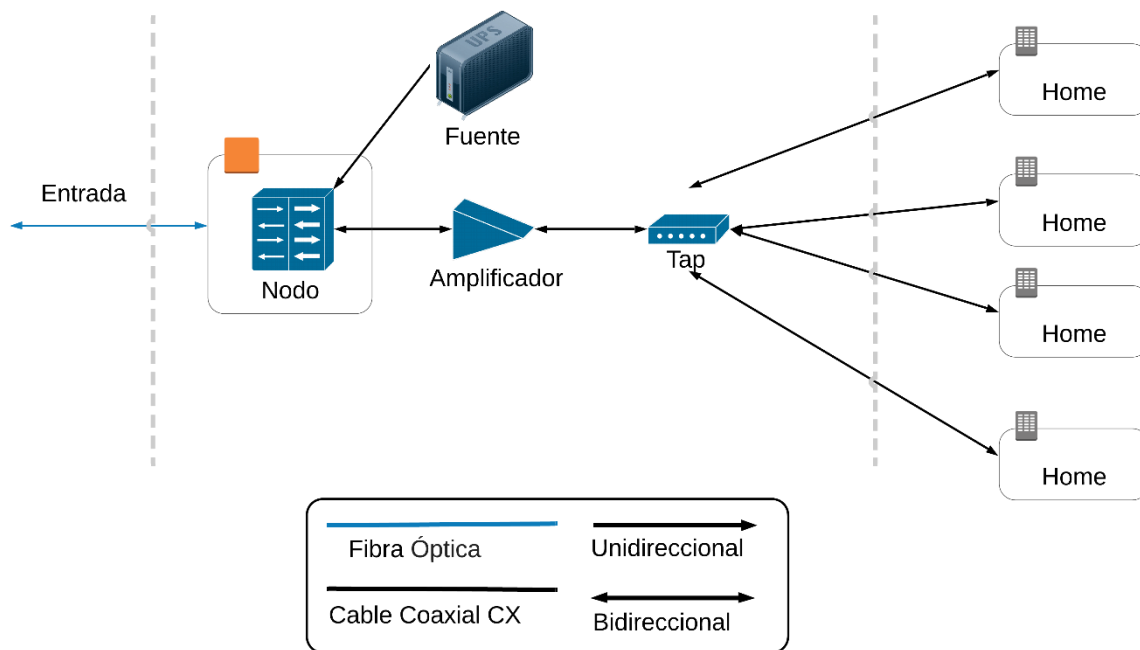 UPS
Fuente
Entrada
Nodo
Amplificador
Tap
Home
Home
Home
Home
Fibra Óptica
Unidireccional
Cable Coaxial CX
Bidireccional